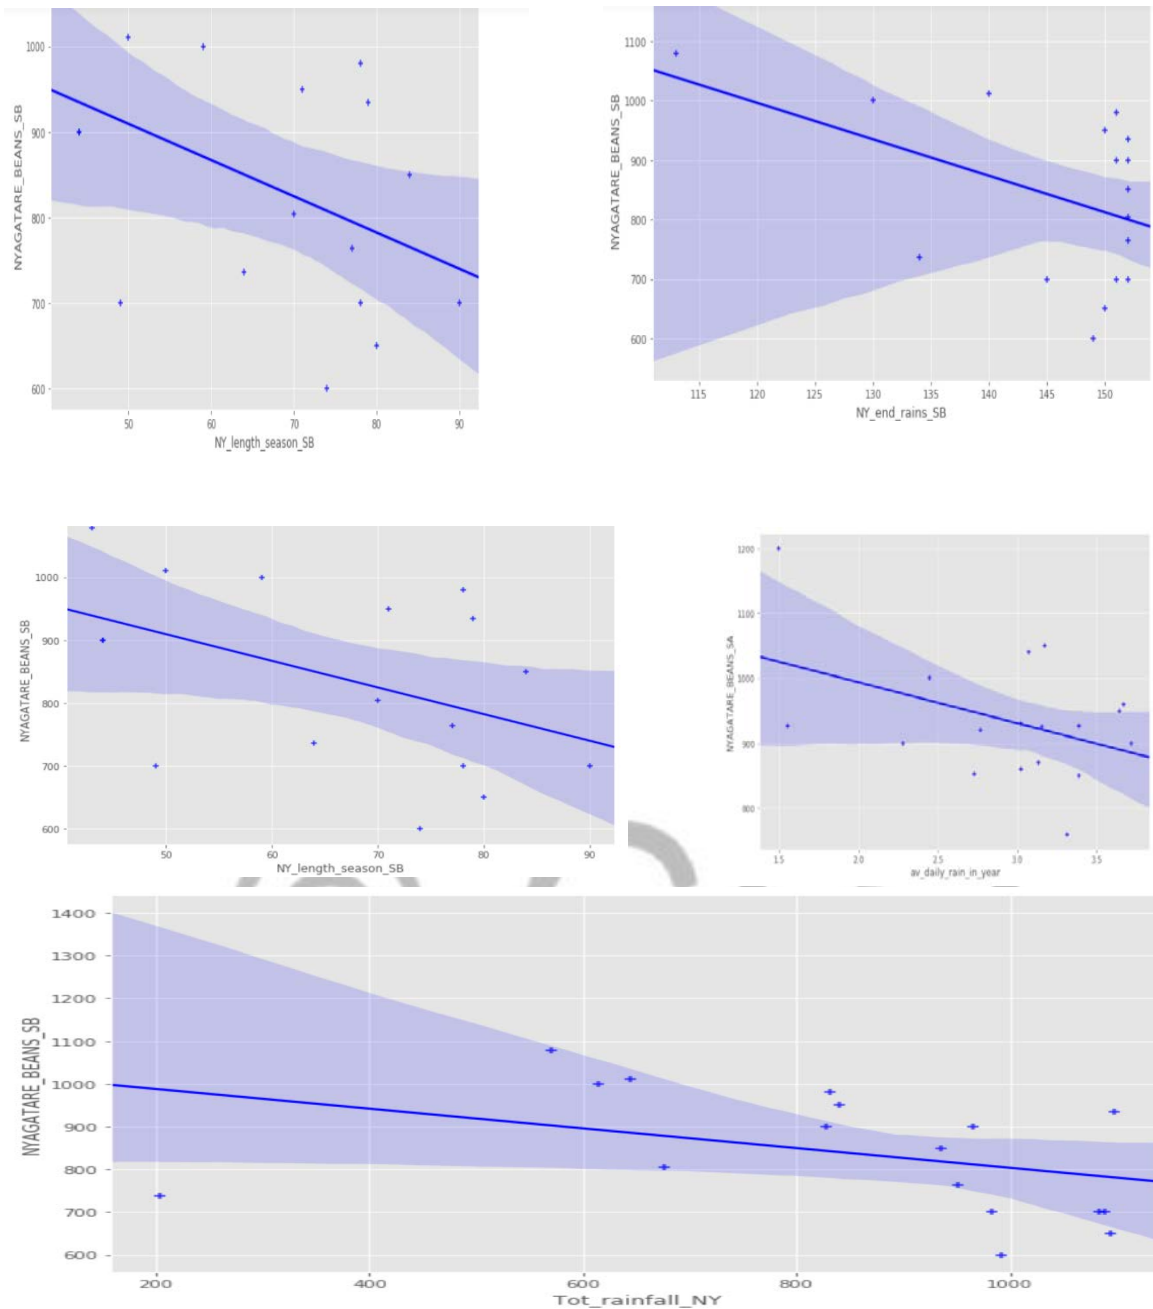 1000
900
800
700
600
NYAGATARE_BEANS_SB
50 60 70 80 90
NY_length_season_SB
1100
1000
900
800
700
600
NYAGATARE_BEANS_SB
115 120 125 130 135 140 145 150
NY_end_rains_SB
1000
900
800
700
600
NYAGATARE_BEANS_SB
50 60 70 80 90
NY_length_season_SB
1200
1100
1000
900
800
NYAGATARE_BEANS_SA
1.5 2.0 2.5 3.0 3.5
av_daily_rain_in_year
1400
1300
1200
1100
1000
900
800
700
600
NYAGATARE_BEANS_SB
200 400 600 800 1000
Tot_rainfall_NY